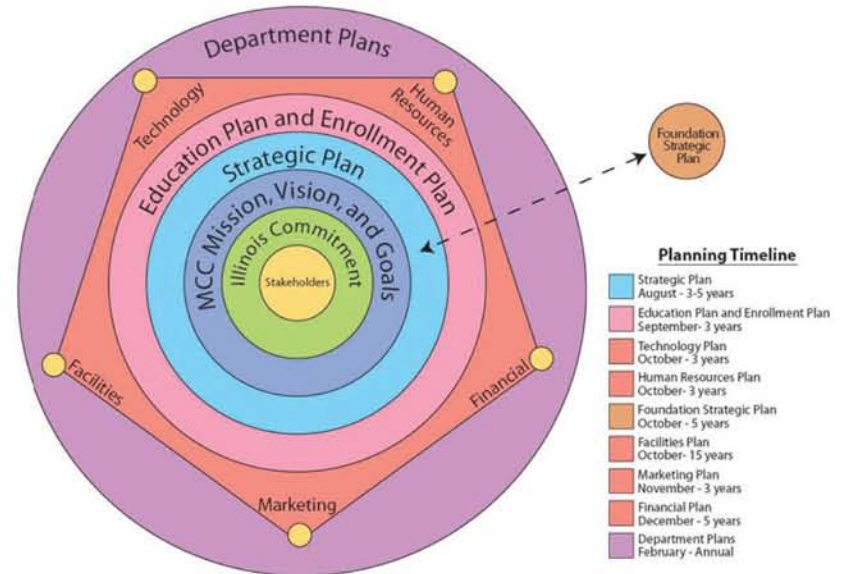 Department Plans
Technology
Human
Resources
Education Plan and Enrollment Plan
Strategic Plan
MCC Mission, Vision, and Goals
Illinois Commitment
Stakeholders
Facilities
Financial
Marketing
Foundation
Strategic
Plan
Planning Timeline
Strategic Plan
August - 3-5 years
Education Plan and Enrollment Plan
September- 3 years
Technology Plan
October - 3 years
Human Resources Plan
October- 3 years
Foundation Strategic Plan
October - 5 years
Facilities Plan
October- 15 years
Marketing Plan
November - 3 years
Financial Plan
December - 5 years
Department Plans
February - Annual